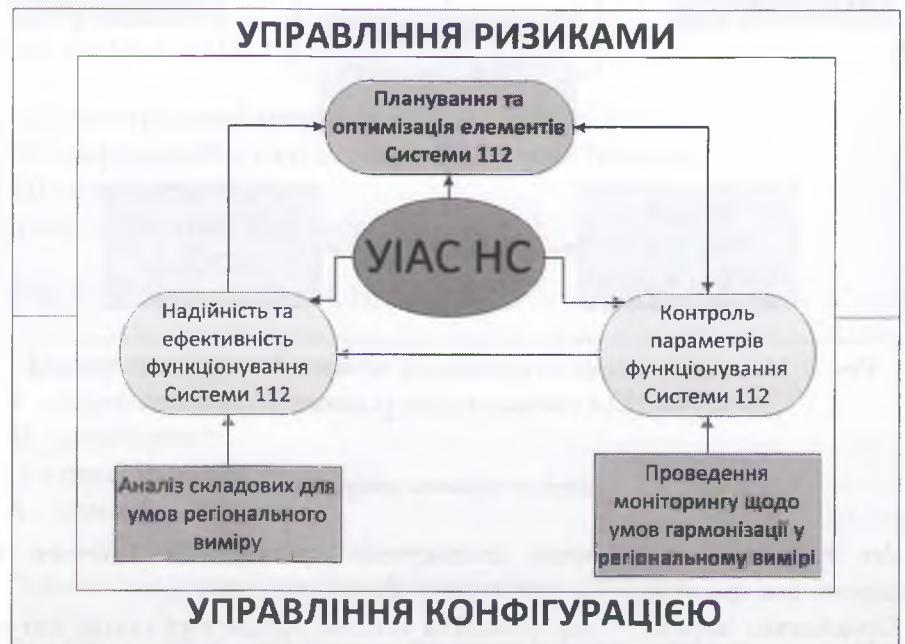 УПРАВЛІННЯ РИЗИКАМИ
Планування та
оптимізація елементів
Системи 112
УІАС НС
Надійність та
ефективність
функціонування
Системи 112
Контроль
параметрів
функціонування
Системи 112
Аналіз складових для
умов регіонального
виміру
Проведення
моніторингу щодо
умов гармонізації у
регіональному вимірі
УПРАВЛІННЯ КОНФІГУРАЦІЄЮ